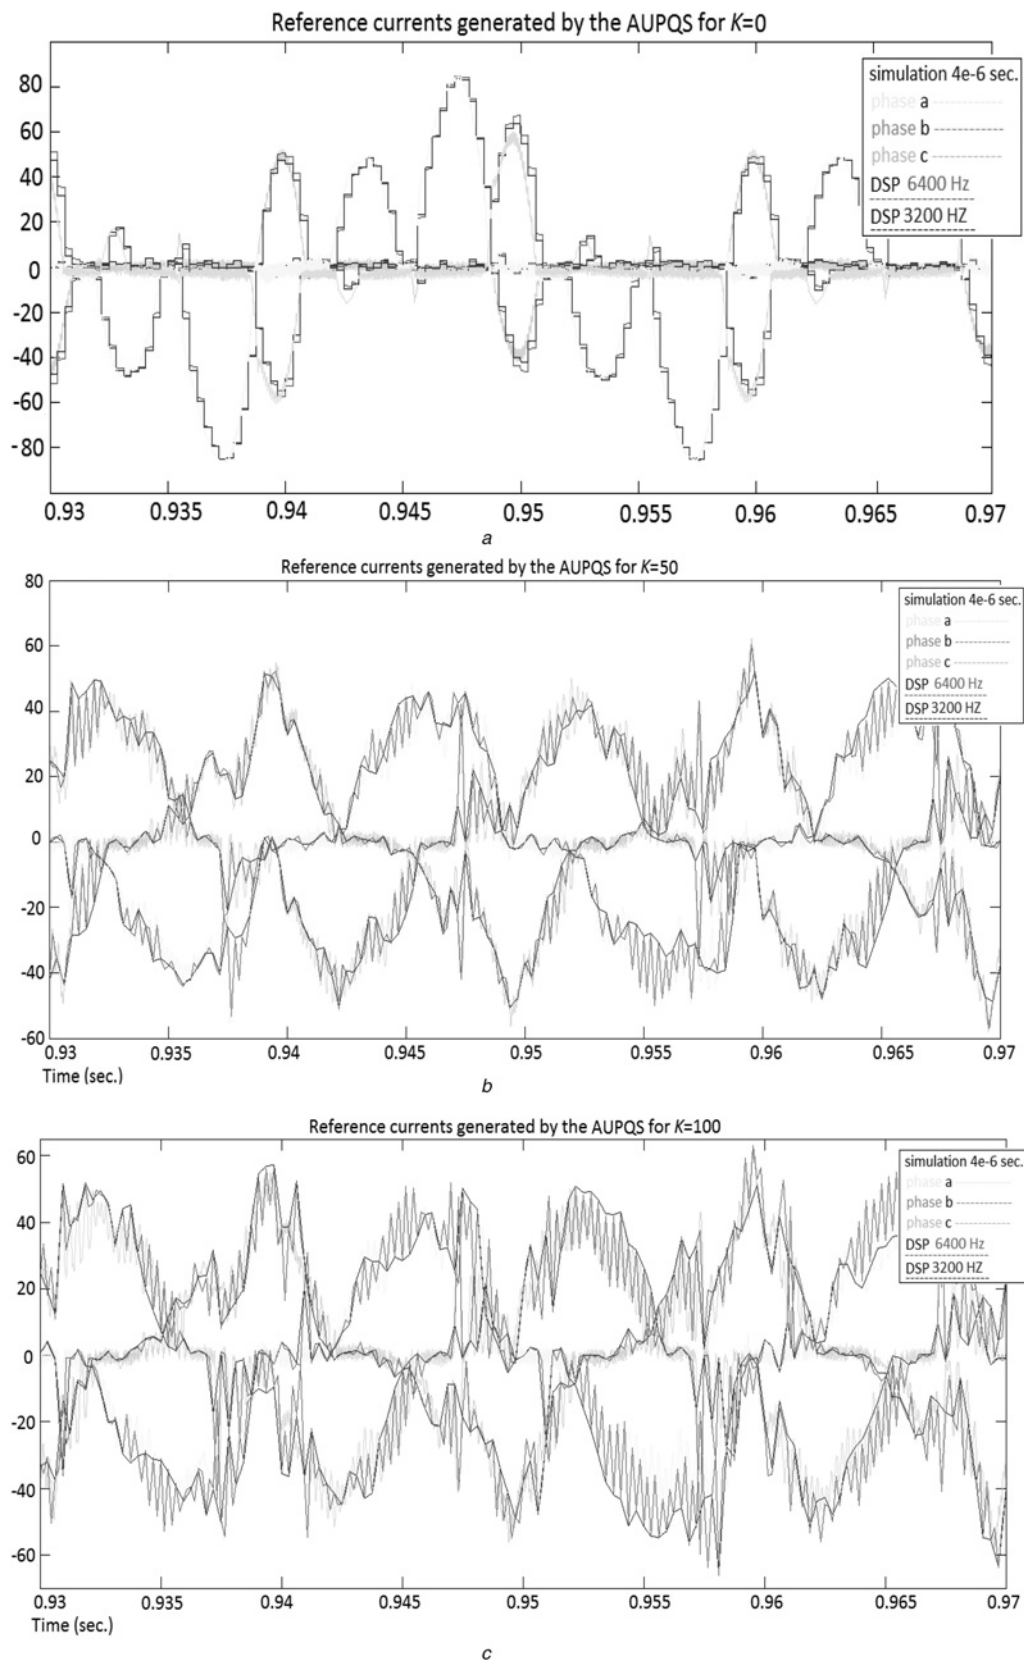 Reference currents generated by the AUPQS for K=0
simulation 4e-6 sec.
phase a
phase b
phase c
DSP 6400 Hz
DSP 3200 HZ
80
60
40
20
0
-20
-40
-60
-80
0.93 0.935 0.94 0.945 0.95 0.955 0.96 0.965 0.97
a
Reference currents generated by the AUPQS for K=50
simulation 4e-6 sec.
phase a
phase b
phase c
DSP 6400 Hz
DSP 3200 HZ
80
60
40
20
0
-20
-40
-60
0.93 0.935 0.94 0.945 0.95 0.955 0.96 0.965 0.97
Time (sec.)
b
Reference currents generated by the AUPQS for K=100
simulation 4e-6 sec.
phase a
phase b
phase c
DSP 6400 Hz
DSP 3200 HZ
60
40
20
0
-20
-40
-60
0.93 0.935 0.94 0.945 0.95 0.955 0.96 0.965 0.97
Time (sec.)
c